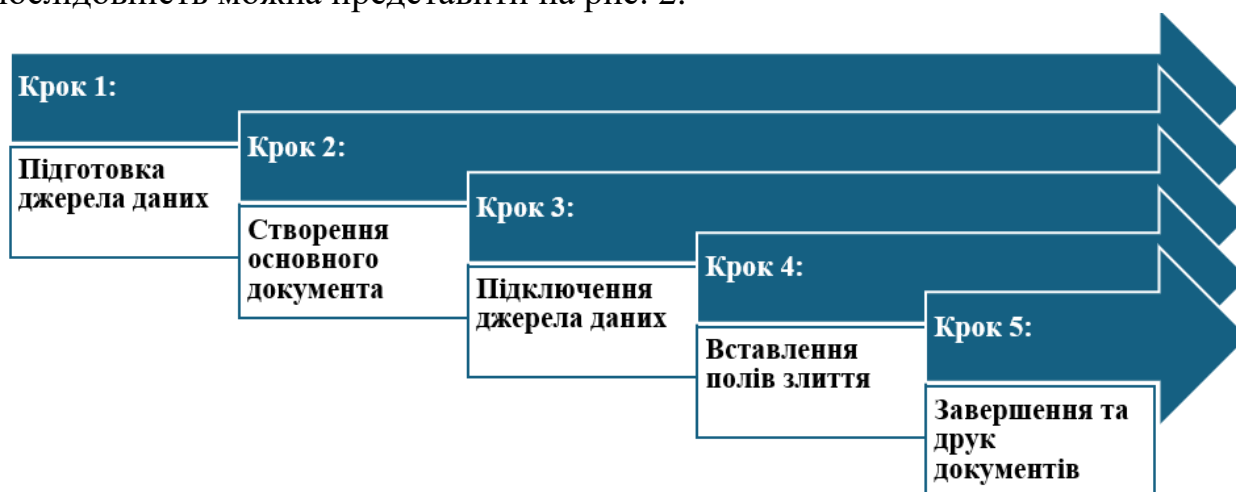 послідовність можна представити на рис. 2.
Крок 1:
Підготовка
джерела даних
Крок 2:
Створення
основного
документа
Крок 3:
Підключення
джерела даних
Крок 4:
Вставлення
полів злиття
Крок 5:
Завершення та
друк
документів